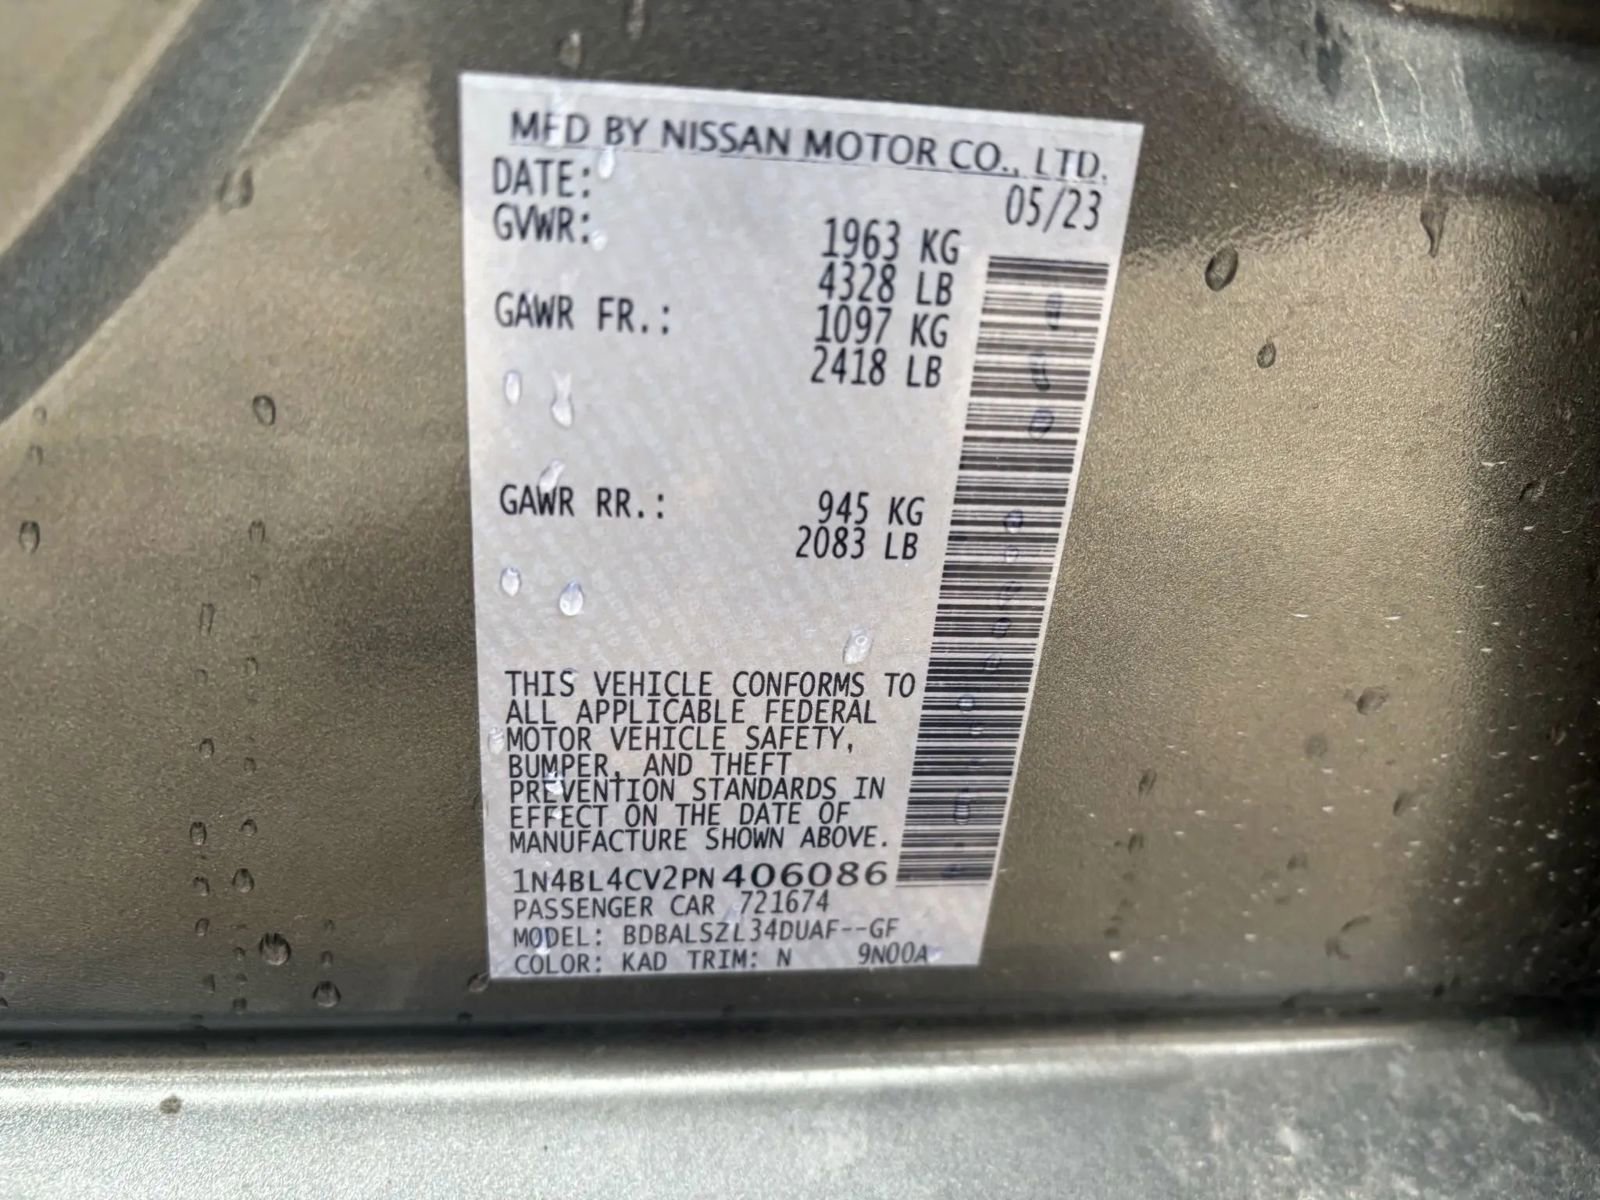 MFD BY NISSAN MOTOR CO., LTD.
DATE: 05/23
GVWR: 1963 KG
4328 LB
GAWR FR.: 1097 KG
2418 LB
GAWR RR.: 945 KG
2083 LB
THIS VEHICLE CONFORMS TO
ALL APPLICABLE FEDERAL
MOTOR VEHICLE SAFETY,
BUMPER, AND THEFT
PREVENTION STANDARDS IN
EFFECT ON THE DATE OF
MANUFACTURE SHOWN ABOVE.
1N4BL4CV2PN406086
PASSENGER CAR 721674
MODEL: BDBALSZL34DUAF--GF
COLOR: KAD TRIM: N 9N00A